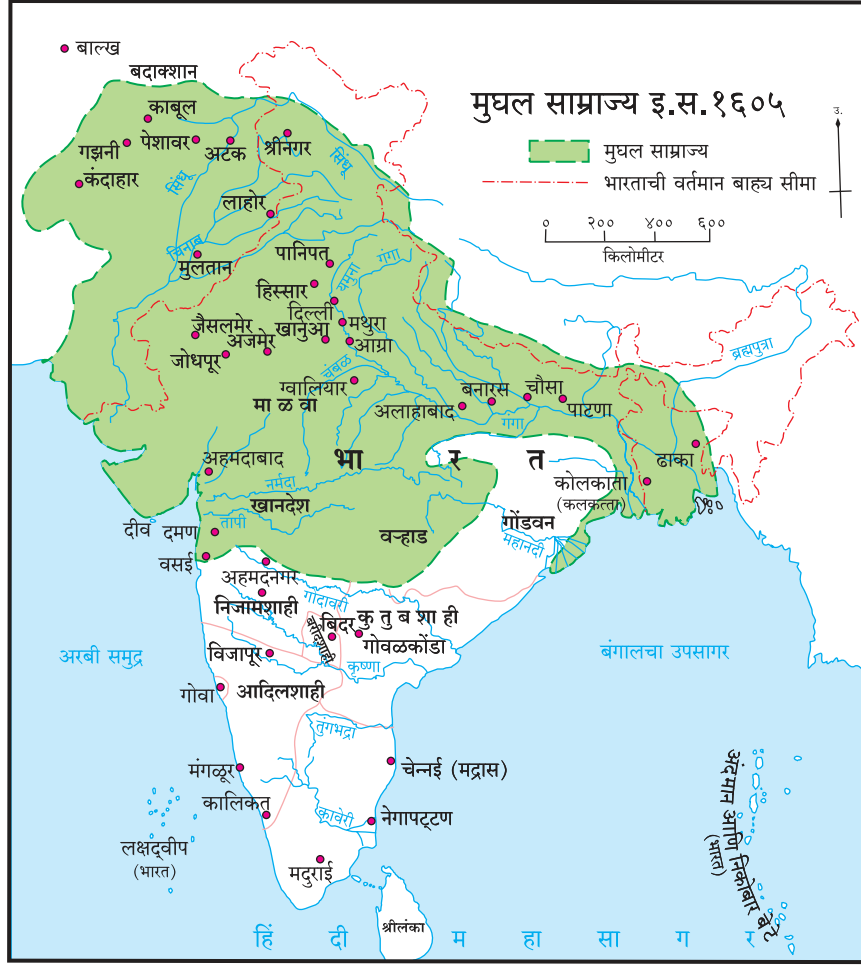 मुघल साम्राज्य इ.स.१६०५
उ.
मुघल साम्राज्य
भारताची वर्तमान बाह्य सीमा
० २०० ४०० ६००
किलोमीटर
बाल्ख
बदाक्शान
काबूल
गझनी
पेशावर
अटक
श्रीनगर
कंदाहार
सिंधू
सिंधू
लाहोर
चिनाब
मुलतान
पानिपत
यमुना
गंगा
हिस्सार
दिल्ली
मथुरा
जैसलमेर
अजमेर
खानुआ
आग्रा
जोधपूर
चंबळ
ग्वालियार
माळवा
अलाहाबाद
बनारस
चौसा
पाटणा
गंगा
ब्रह्मपुत्रा
ढाका
कोलकाता
(कलकत्ता)
अहमदाबाद
भारत
नर्मदा
खानदेश
तापी
दीव
दमण
वऱ्हाड
गोंडवन
महानदी
वसई
अहमदनगर
निजामशाही
गोदावरी
बरीदशाही
बिदर
कुतुबशाही
गोवळकोंडा
विजापूर
कृष्णा
अरबी समुद्र
बंगालचा उपसागर
गोवा
आदिलशाही
तुंगभद्रा
मंगळूर
चेन्नई (मद्रास)
कालिकत
कावेरी
नेगापट्टण
लक्षद्वीप
(भारत)
मदुराई
श्रीलंका
अंदमान आणि निकोबार बेटे
(भारत)
हिंदी महासागर